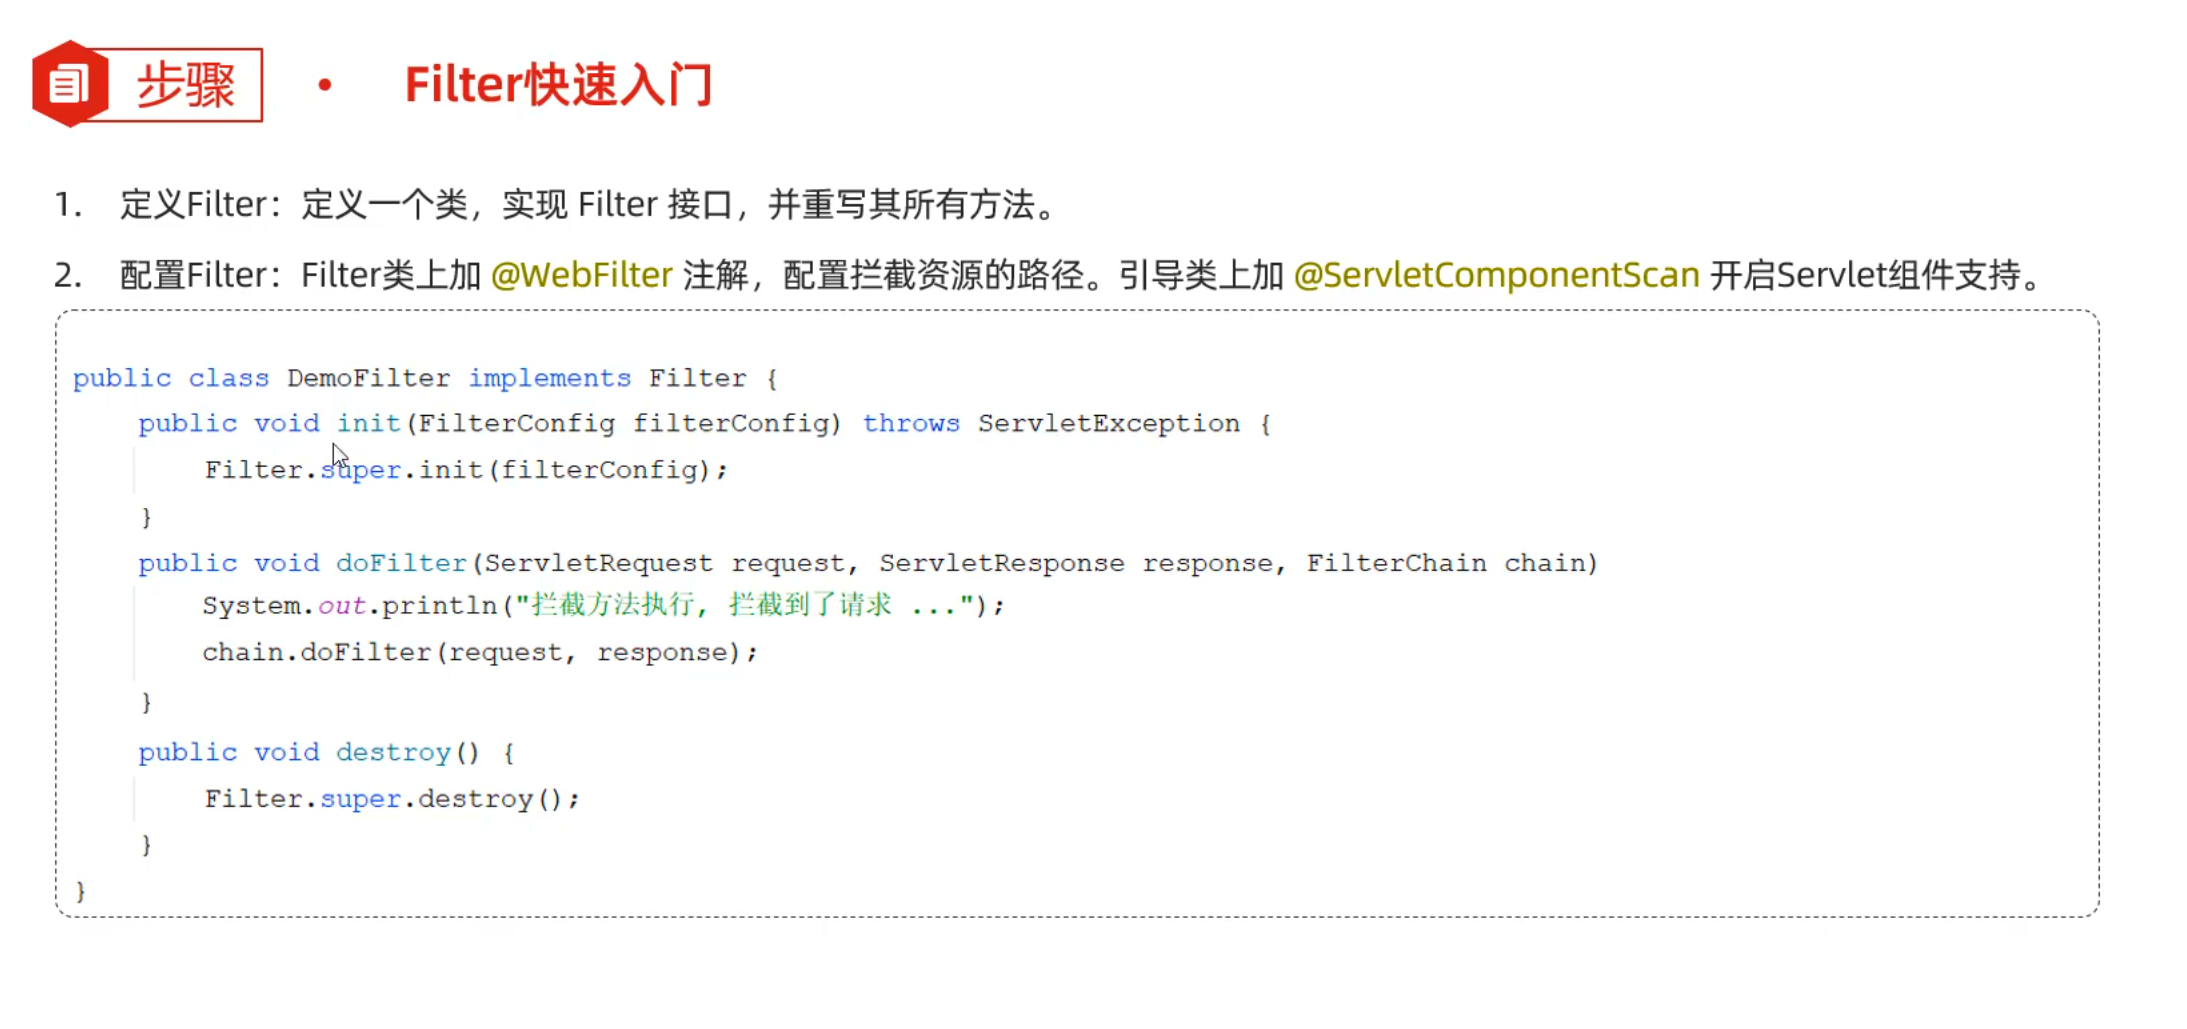 步骤 • Filter快速入门
1. 定义Filter：定义一个类，实现 Filter 接口，并重写其所有方法。
2. 配置Filter：Filter类上加 @WebFilter 注解，配置拦截资源的路径。引导类上加 @ServletComponentScan 开启Servlet组件支持。
public class DemoFilter implements Filter {
    public void init(FilterConfig filterConfig) throws ServletException {
        Filter.super.init(filterConfig);
    }
    public void doFilter(ServletRequest request, ServletResponse response, FilterChain chain)
        System.out.println("拦截方法执行, 拦截到了请求 ...");
        chain.doFilter(request, response);
    }
    public void destroy() {
        Filter.super.destroy();
    }
}